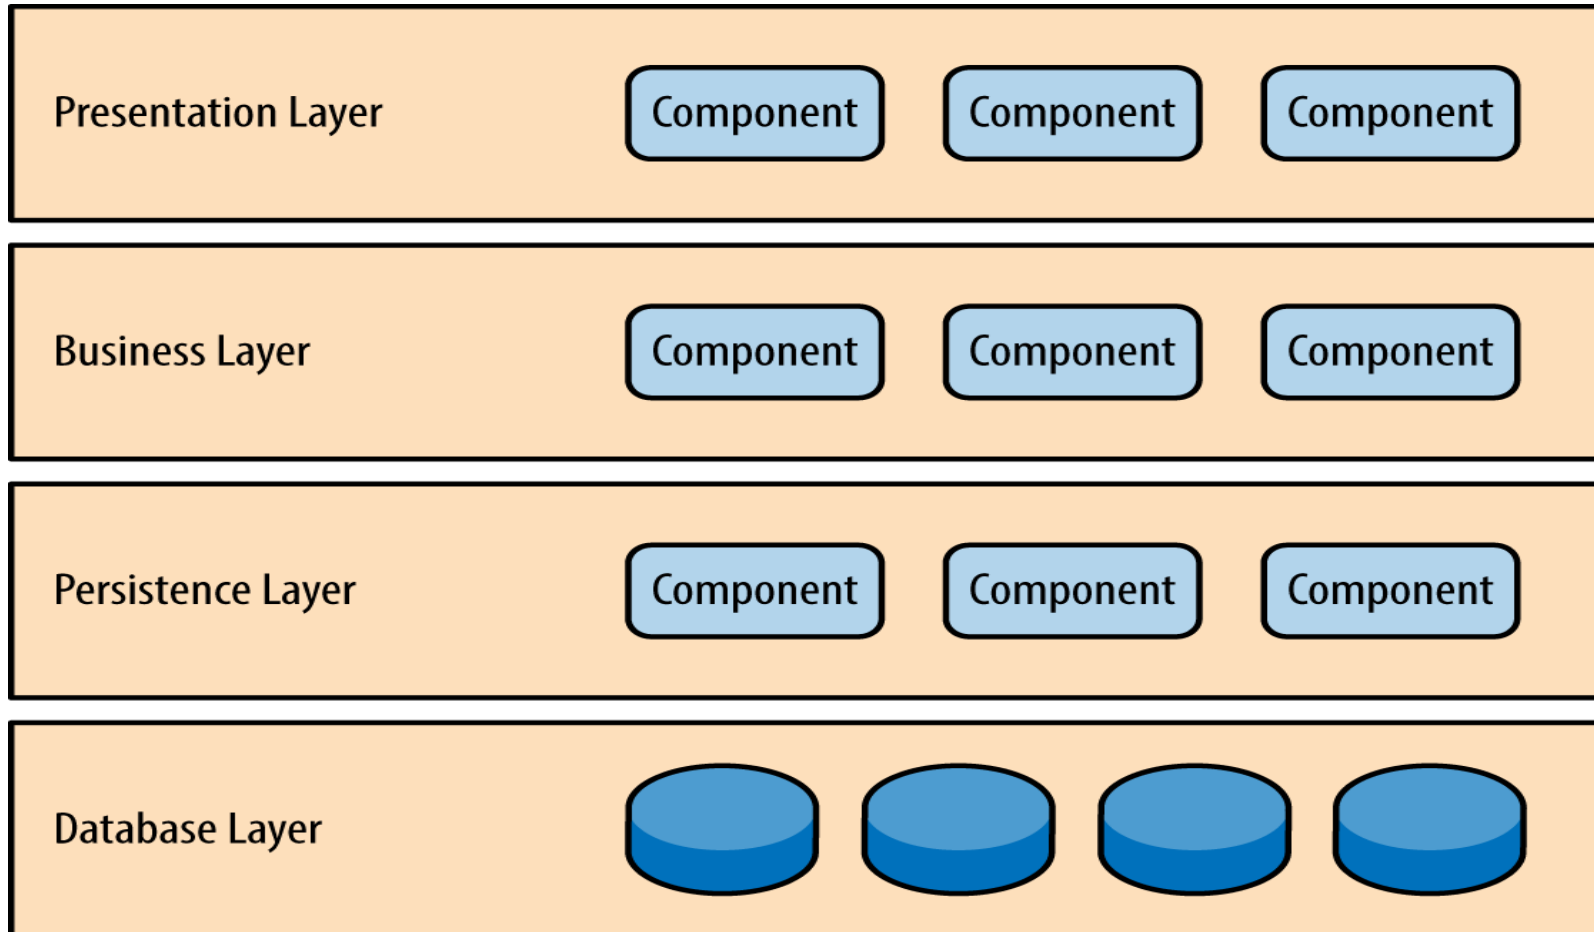 Presentation Layer
Component Component Component
Business Layer
Component Component Component
Persistence Layer
Component Component Component
Database Layer